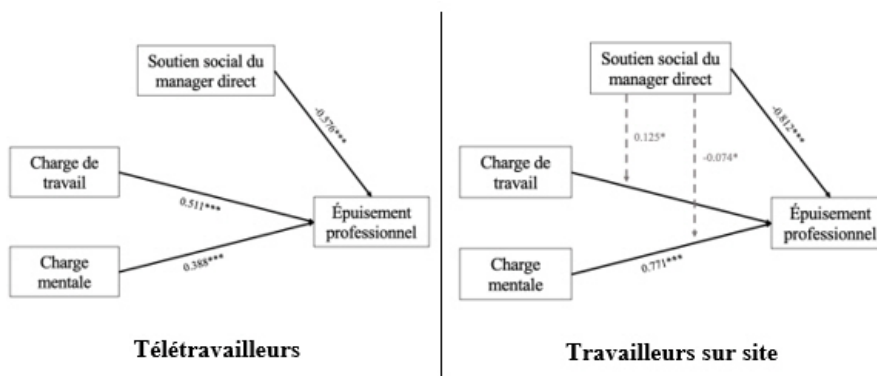 Soutien social du
manager direct
-0.576***
Charge de
travail
0.511***
Épuisement
professionnel
0.388***
Charge
mentale
Télétravailleurs
Soutien social du
manager direct
-0.812***
0.125*
-0.074*
Charge de
travail
Épuisement
professionnel
0.771***
Charge
mentale
Travailleurs sur site